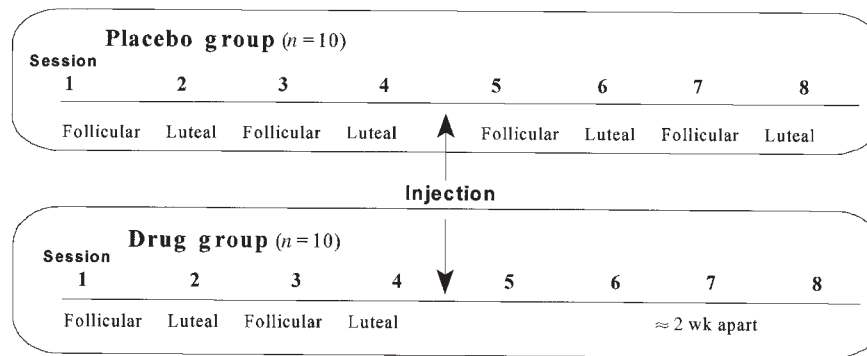 Placebo group (n = 10)
Session
1 2 3 4 5 6 7 8
Follicular Luteal Follicular Luteal Follicular Luteal Follicular Luteal
Injection
Drug group (n = 10)
Session
1 2 3 4 5 6 7 8
Follicular Luteal Follicular Luteal ≈ 2 wk apart